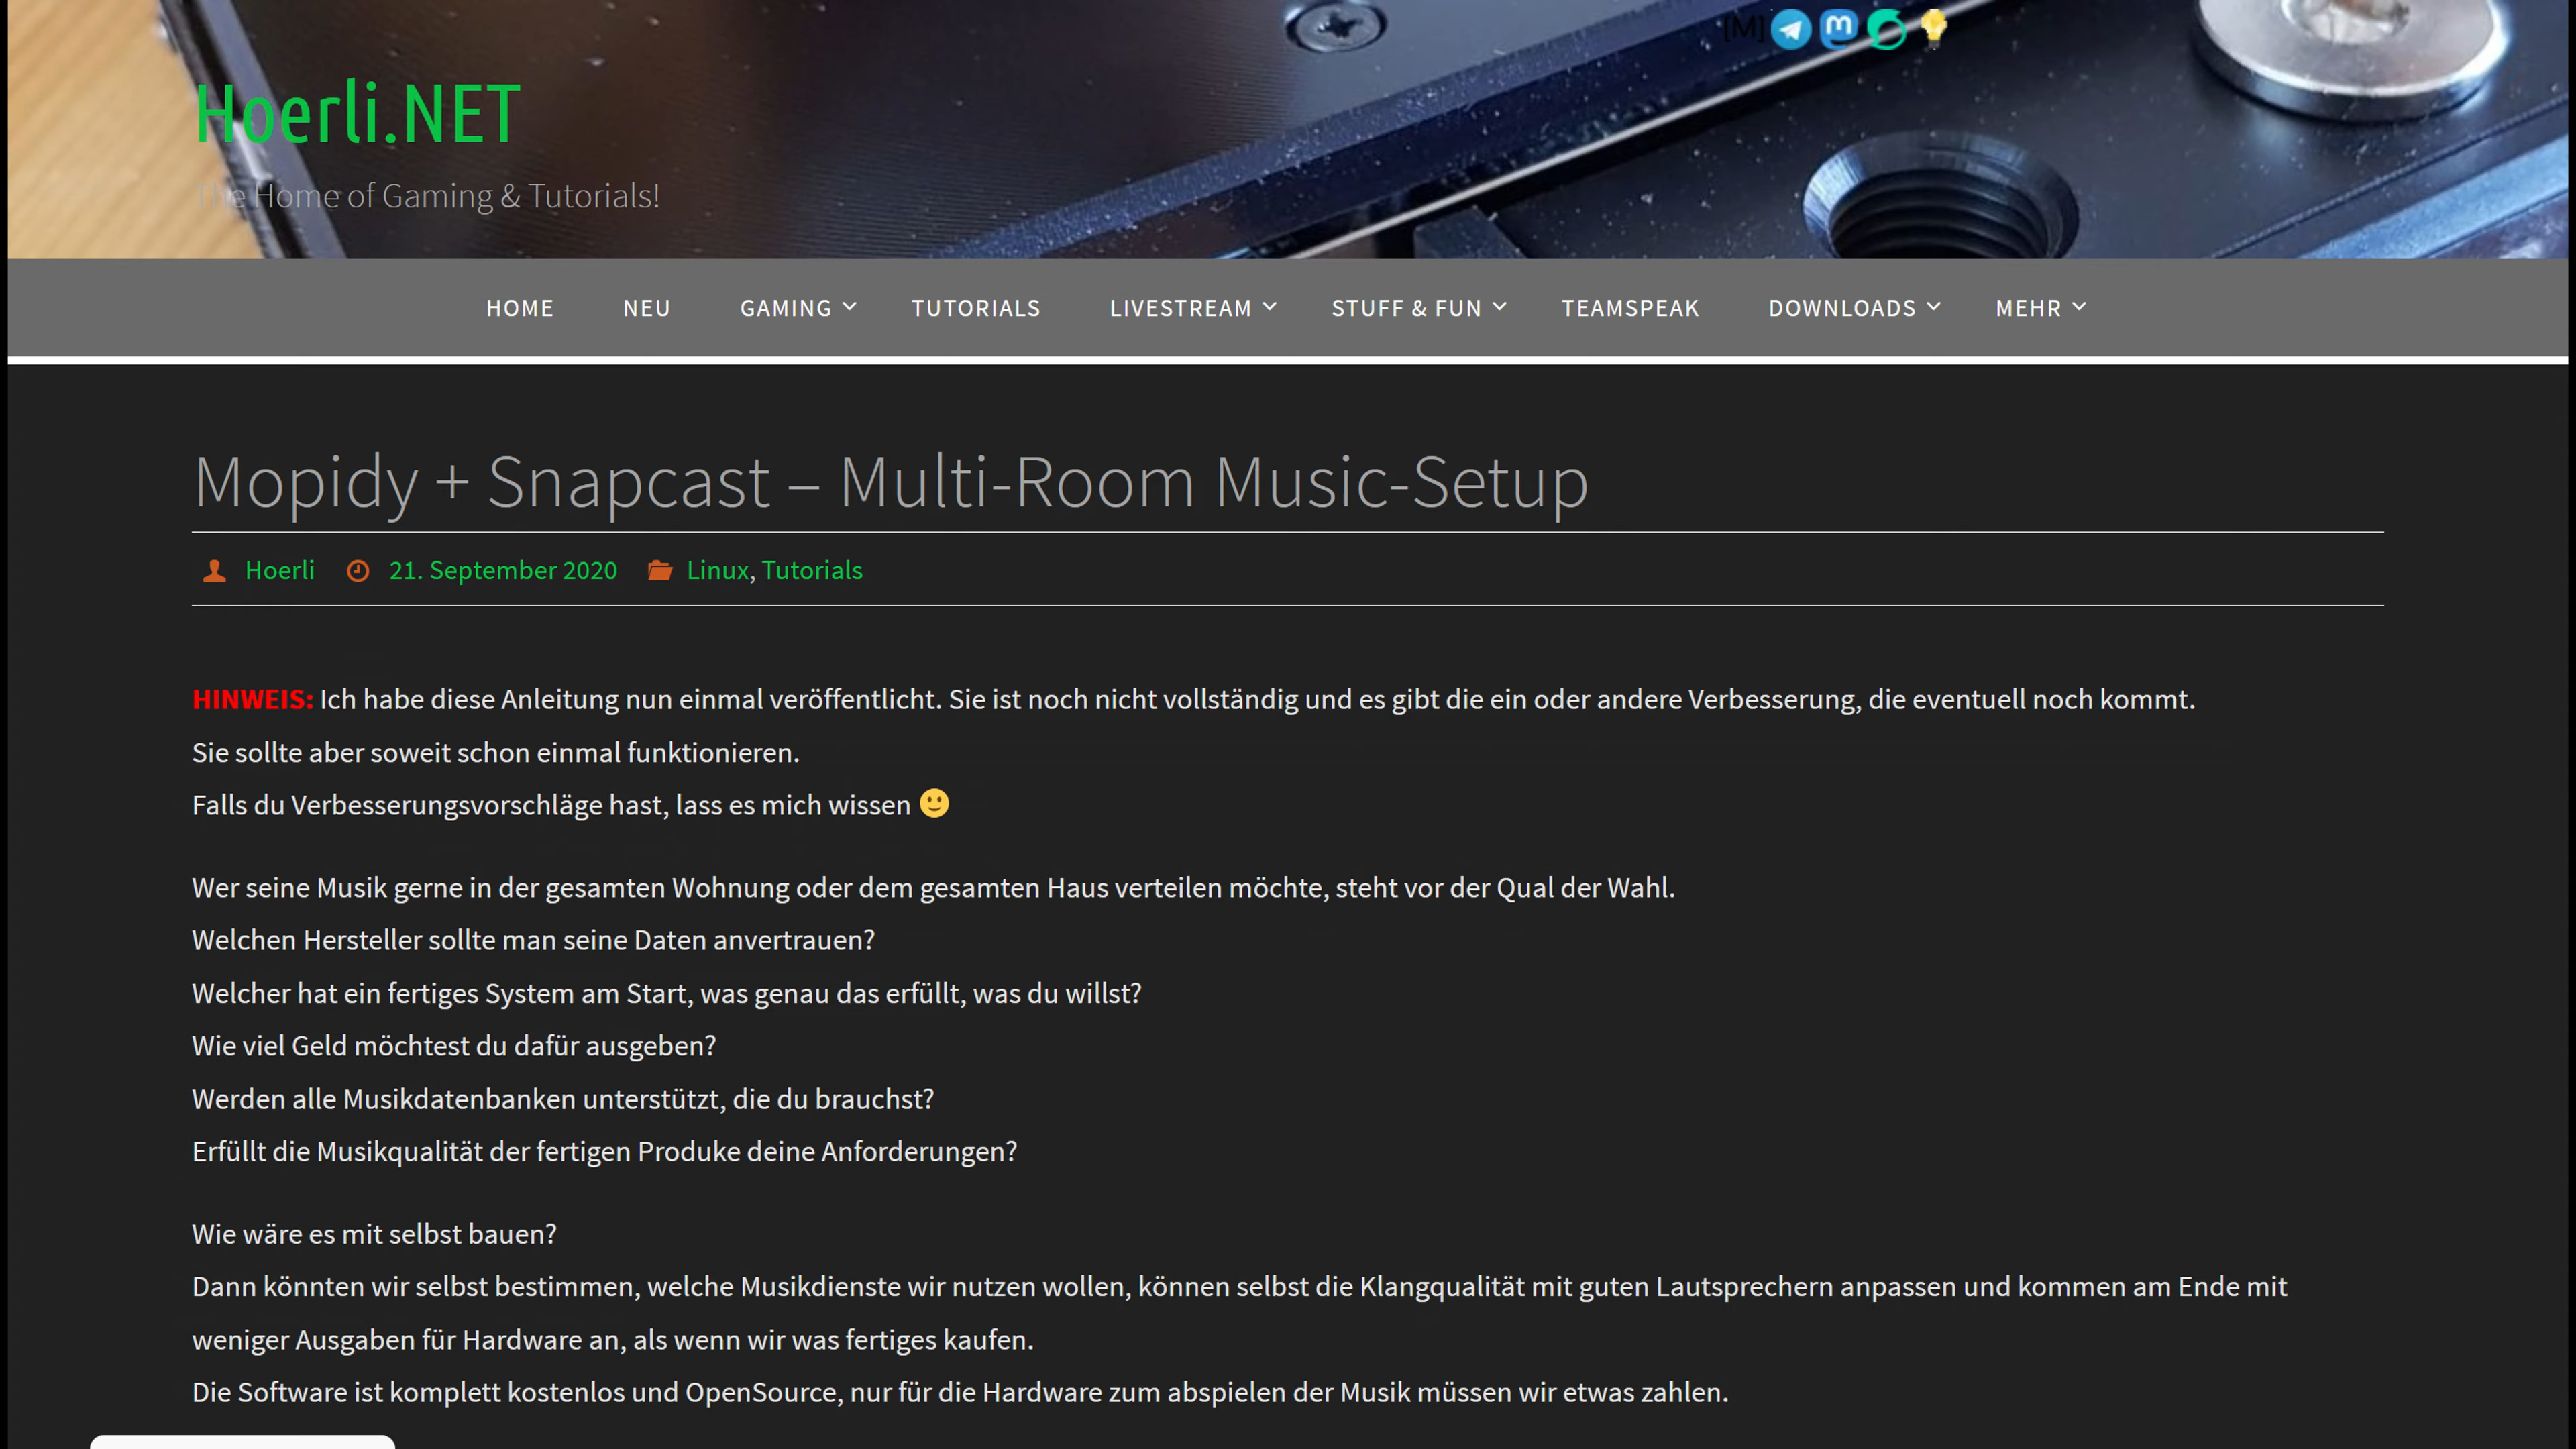 [M]
Hoerli.NET
The Home of Gaming & Tutorials!
HOME NEU GAMING TUTORIALS LIVESTREAM STUFF & FUN TEAMSPEAK DOWNLOADS MEHR
Mopidy + Snapcast – Multi-Room Music-Setup
Hoerli 21. September 2020 Linux, Tutorials
HINWEIS: Ich habe diese Anleitung nun einmal veröffentlicht. Sie ist noch nicht vollständig und es gibt die ein oder andere Verbesserung, die eventuell noch kommt.
Sie sollte aber soweit schon einmal funktionieren.
Falls du Verbesserungsvorschläge hast, lass es mich wissen 🙂
Wer seine Musik gerne in der gesamten Wohnung oder dem gesamten Haus verteilen möchte, steht vor der Qual der Wahl.
Welchen Hersteller sollte man seine Daten anvertrauen?
Welcher hat ein fertiges System am Start, was genau das erfüllt, was du willst?
Wie viel Geld möchtest du dafür ausgeben?
Werden alle Musikdatenbanken unterstützt, die du brauchst?
Erfüllt die Musikqualität der fertigen Produke deine Anforderungen?
Wie wäre es mit selbst bauen?
Dann könnten wir selbst bestimmen, welche Musikdienste wir nutzen wollen, können selbst die Klangqualität mit guten Lautsprechern anpassen und kommen am Ende mit
weniger Ausgaben für Hardware an, als wenn wir was fertiges kaufen.
Die Software ist komplett kostenlos und OpenSource, nur für die Hardware zum abspielen der Musik müssen wir etwas zahlen.